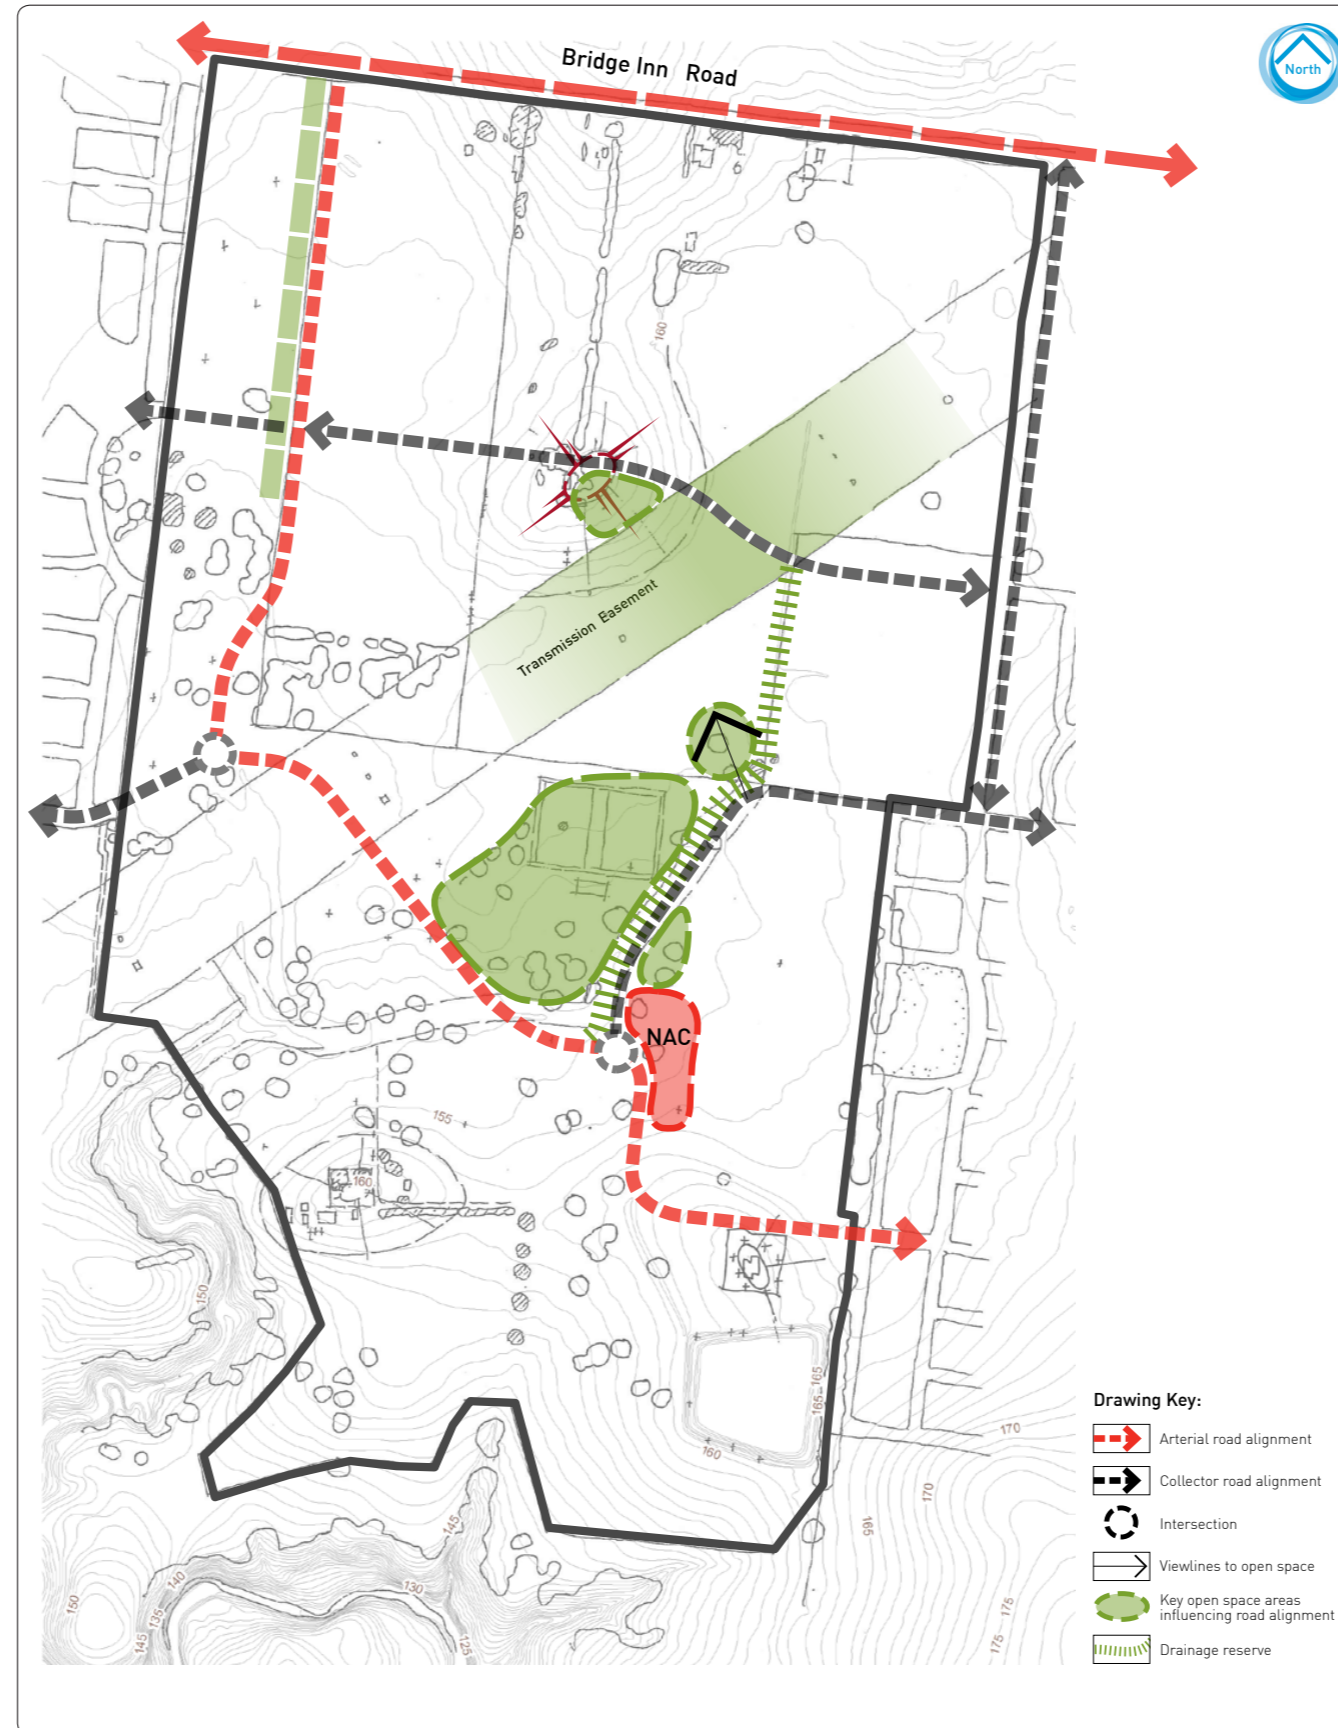 Bridge Inn Road
North
160
Transmission Easement
NAC
155
160
150
165
165
160
170
170
165
145
140
130
150
135
145
125
175
175
Drawing Key:
Arterial road alignment
Collector road alignment
Intersection
Viewlines to open space
Key open space areas
influencing road alignment
Drainage reserve